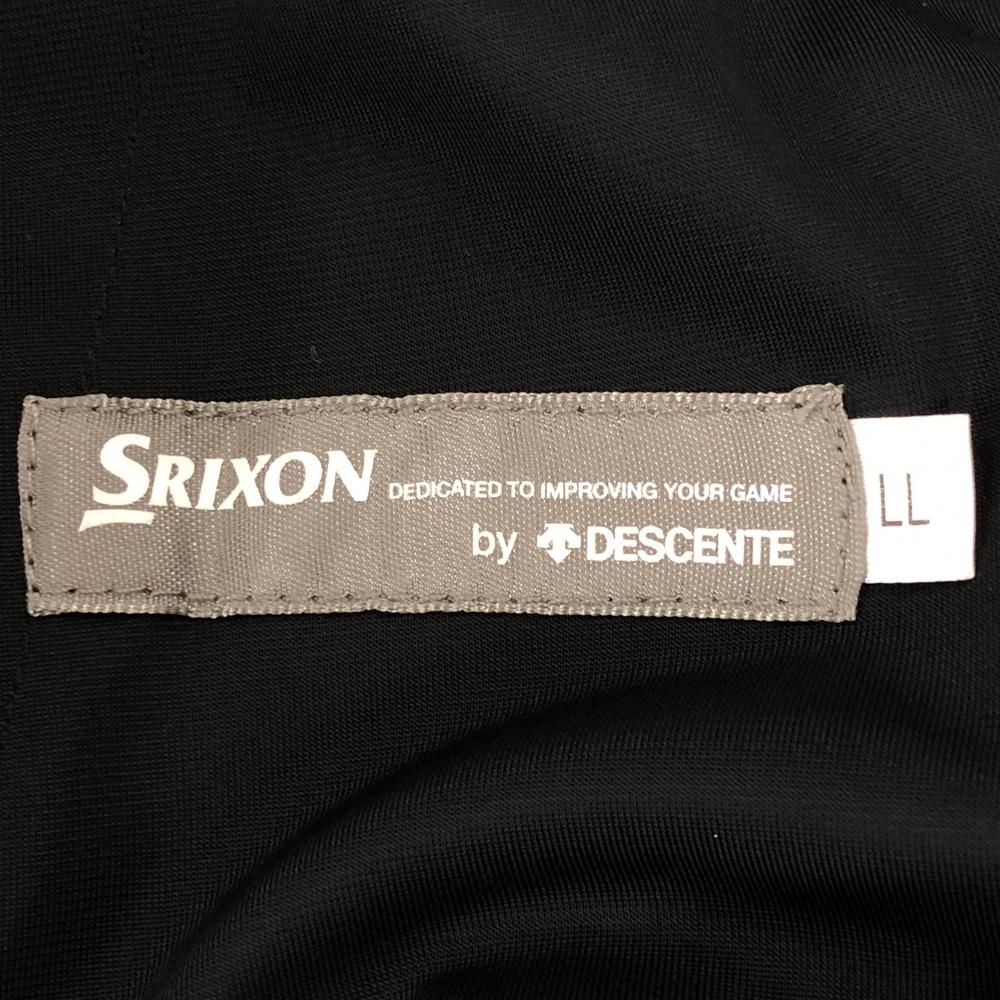 SRIXON DEDICATED TO IMPROVING YOUR GAME
by DESCENTE
LL